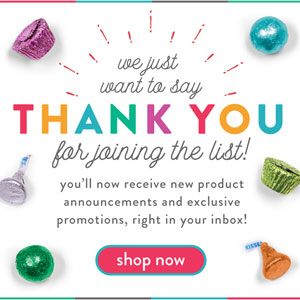 we just
want to say
THANK YOU
for joining the list!
you'll now receive new product
announcements and exclusive
promotions, right in your inbox!
shop now